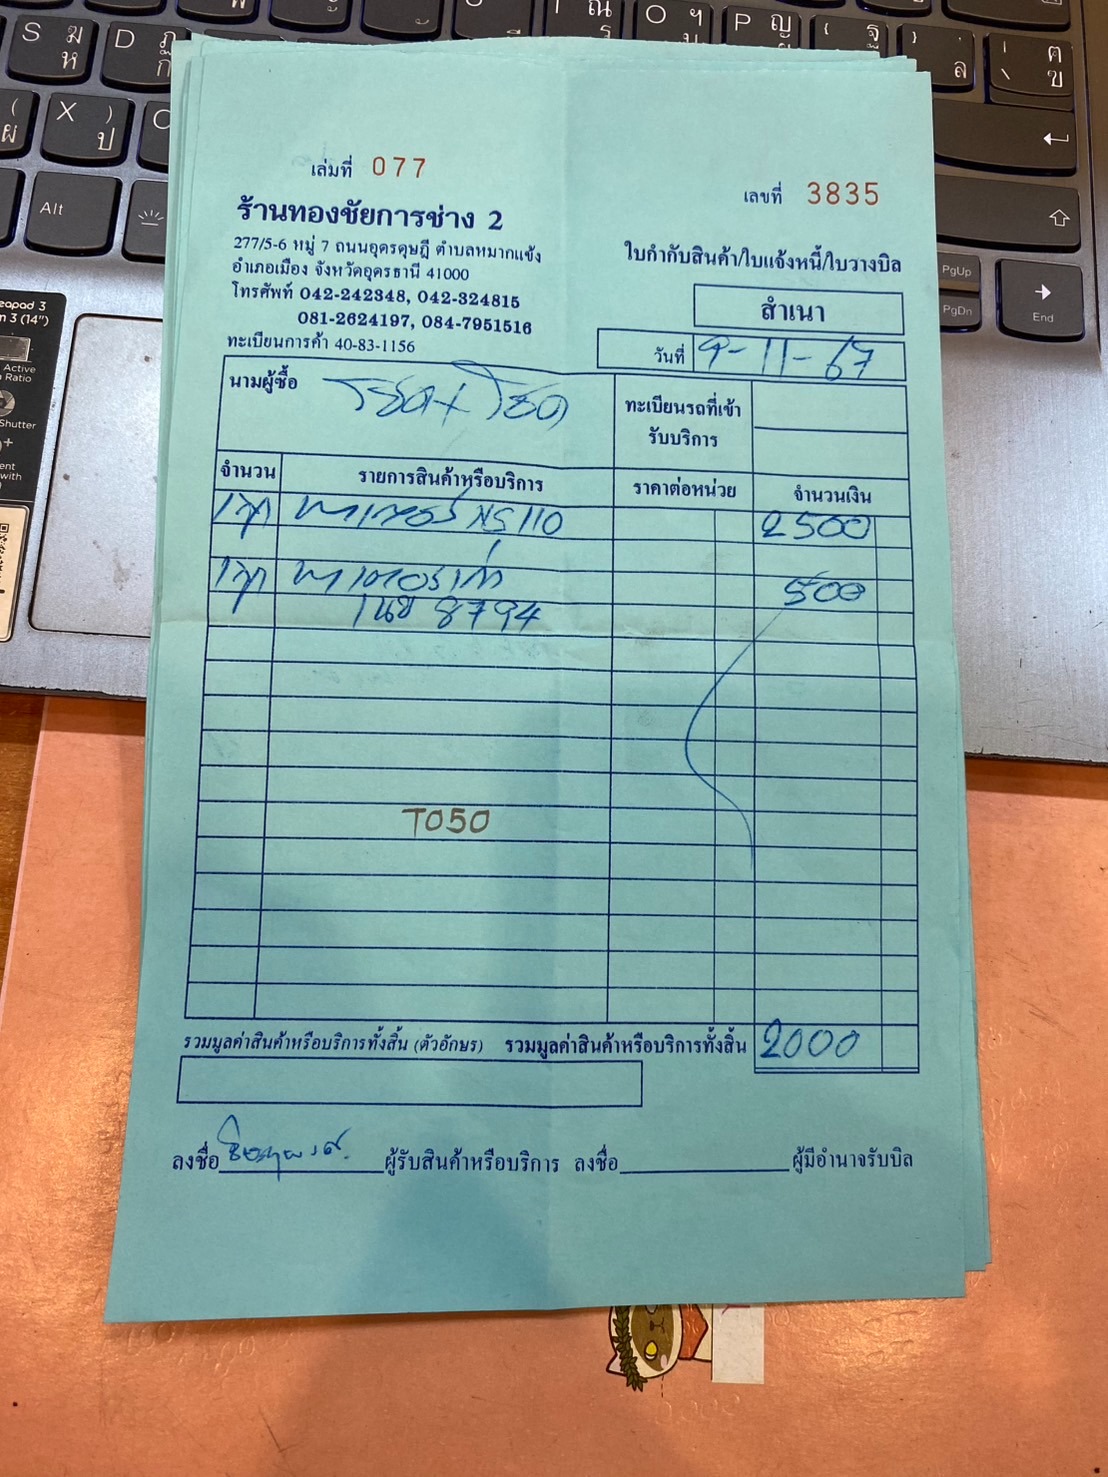 เล่มที่ 077
เลขที่ 3835
ร้านทองชัยการช่าง 2
277/5-6 หมู่ 7 ถนนอุดรดุษฎี ตำบลหมากแข้ง
อำเภอเมือง จังหวัดอุดรธานี 41000
โทรศัพท์ 042-242348, 042-324815
081-2624197, 084-7951516
ทะเบียนการค้า 40-83-1156
ใบกำกับสินค้า/ใบแจ้งหนี้/ใบวางบิล
สำเนา
วันที่ 9-11-67
นามผู้ซื้อ
ทะเบียนรถที่เข้า
รับบริการ
จำนวน รายการสินค้าหรือบริการ ราคาต่อหน่วย จำนวนเงิน
110 2500
500
8794
T050
รวมมูลค่าสินค้าหรือบริการทั้งสิ้น (ตัวอักษร) รวมมูลค่าสินค้าหรือบริการทั้งสิ้น 2000
ลงชื่อ ผู้รับสินค้าหรือบริการ ลงชื่อ ผู้มีอำนาจรับบิล
S ฆ ห
D ฏ ก
X ) ป
Alt
PgUp
PgDn
End